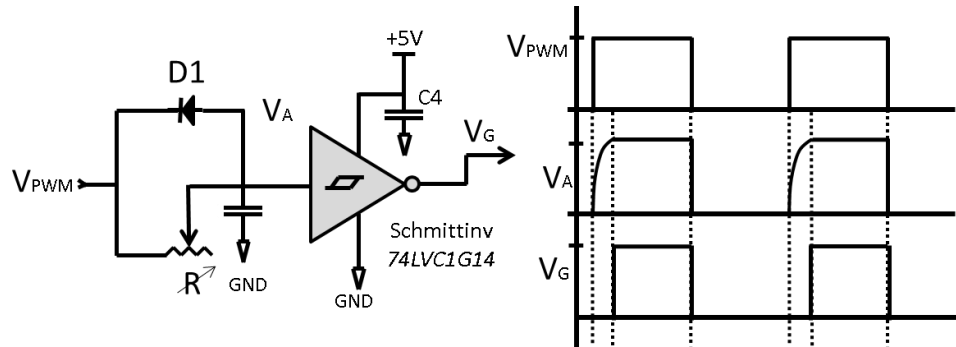 +5V
D1
C4
VA
VG
VPWM
R
GND
GND
Schmittinv
74LVC1G14
VPWM
VA
VG